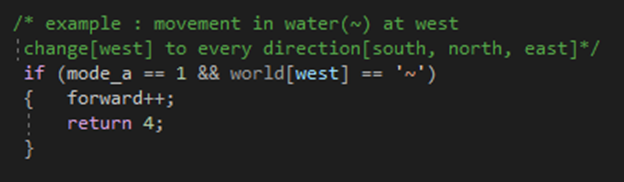 /* example : movement in water(~) at west
change[west] to every direction[south, north, east]*/
if (mode_a == 1 && world[west] == '~')
{   forward++;
    return 4;
}